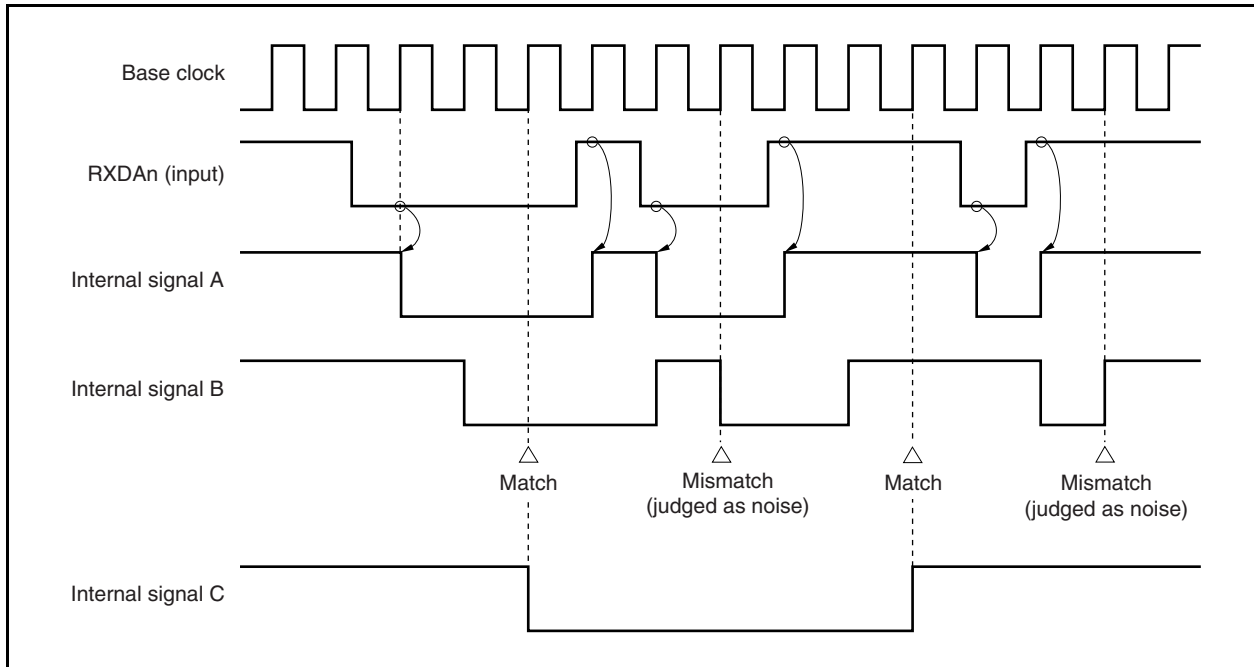 Base clock
RXDAn (input)
Internal signal A
Internal signal B
Match
Mismatch
(judged as noise)
Match
Mismatch
(judged as noise)
Internal signal C